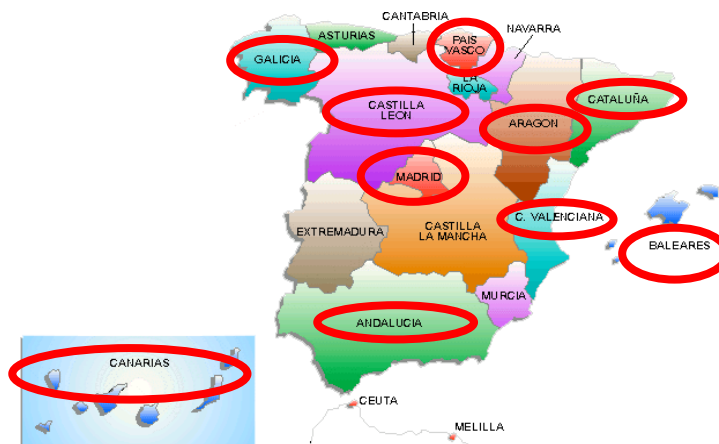 CANTABRIA
ASTURIAS
PAIS
VASCO
NAVARRA
GALICIA
LA
RIOJA
CATALUÑA
CASTILLA
LEON
ARAGON
MADRID
C. VALENCIANA
EXTREMADURA
CASTILLA
LA MANCHA
BALEARES
MURCIA
ANDALUCIA
CANARIAS
CEUTA
MELILLA